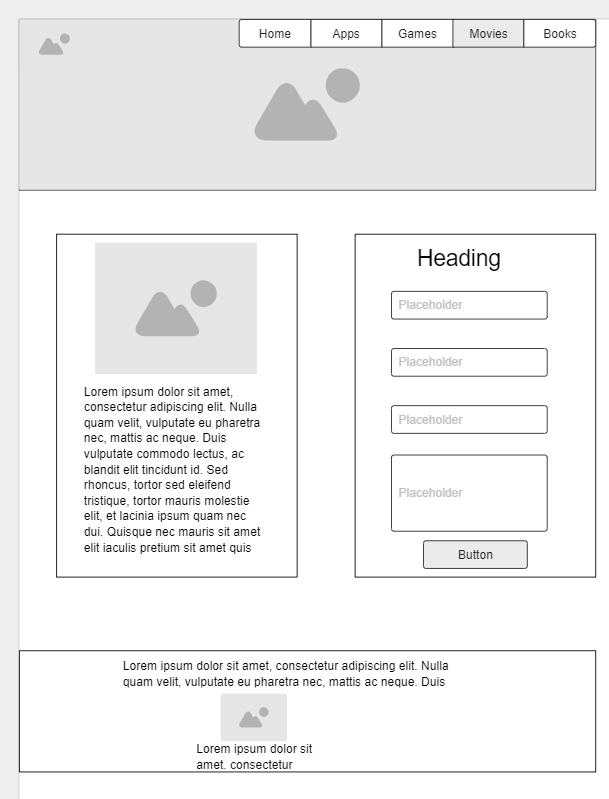 Home
Apps
Games
Movies
Books
Lorem ipsum dolor sit amet,
consectetur adipiscing elit. Nulla
quam velit, vulputate eu pharetra
nec, mattis ac neque. Duis
vulputate commodo lectus, ac
blandit elit tincidunt id. Sed
rhoncus, tortor sed eleifend
tristique, tortor mauris molestie
elit, et lacinia ipsum quam nec
dui. Quisque nec mauris sit amet
elit iaculis pretium sit amet quis
Heading
Placeholder
Placeholder
Placeholder
Placeholder
Button
Lorem ipsum dolor sit amet, consectetur adipiscing elit. Nulla
quam velit, vulputate eu pharetra nec, mattis ac neque. Duis
Lorem ipsum dolor sit
amet. consectetur